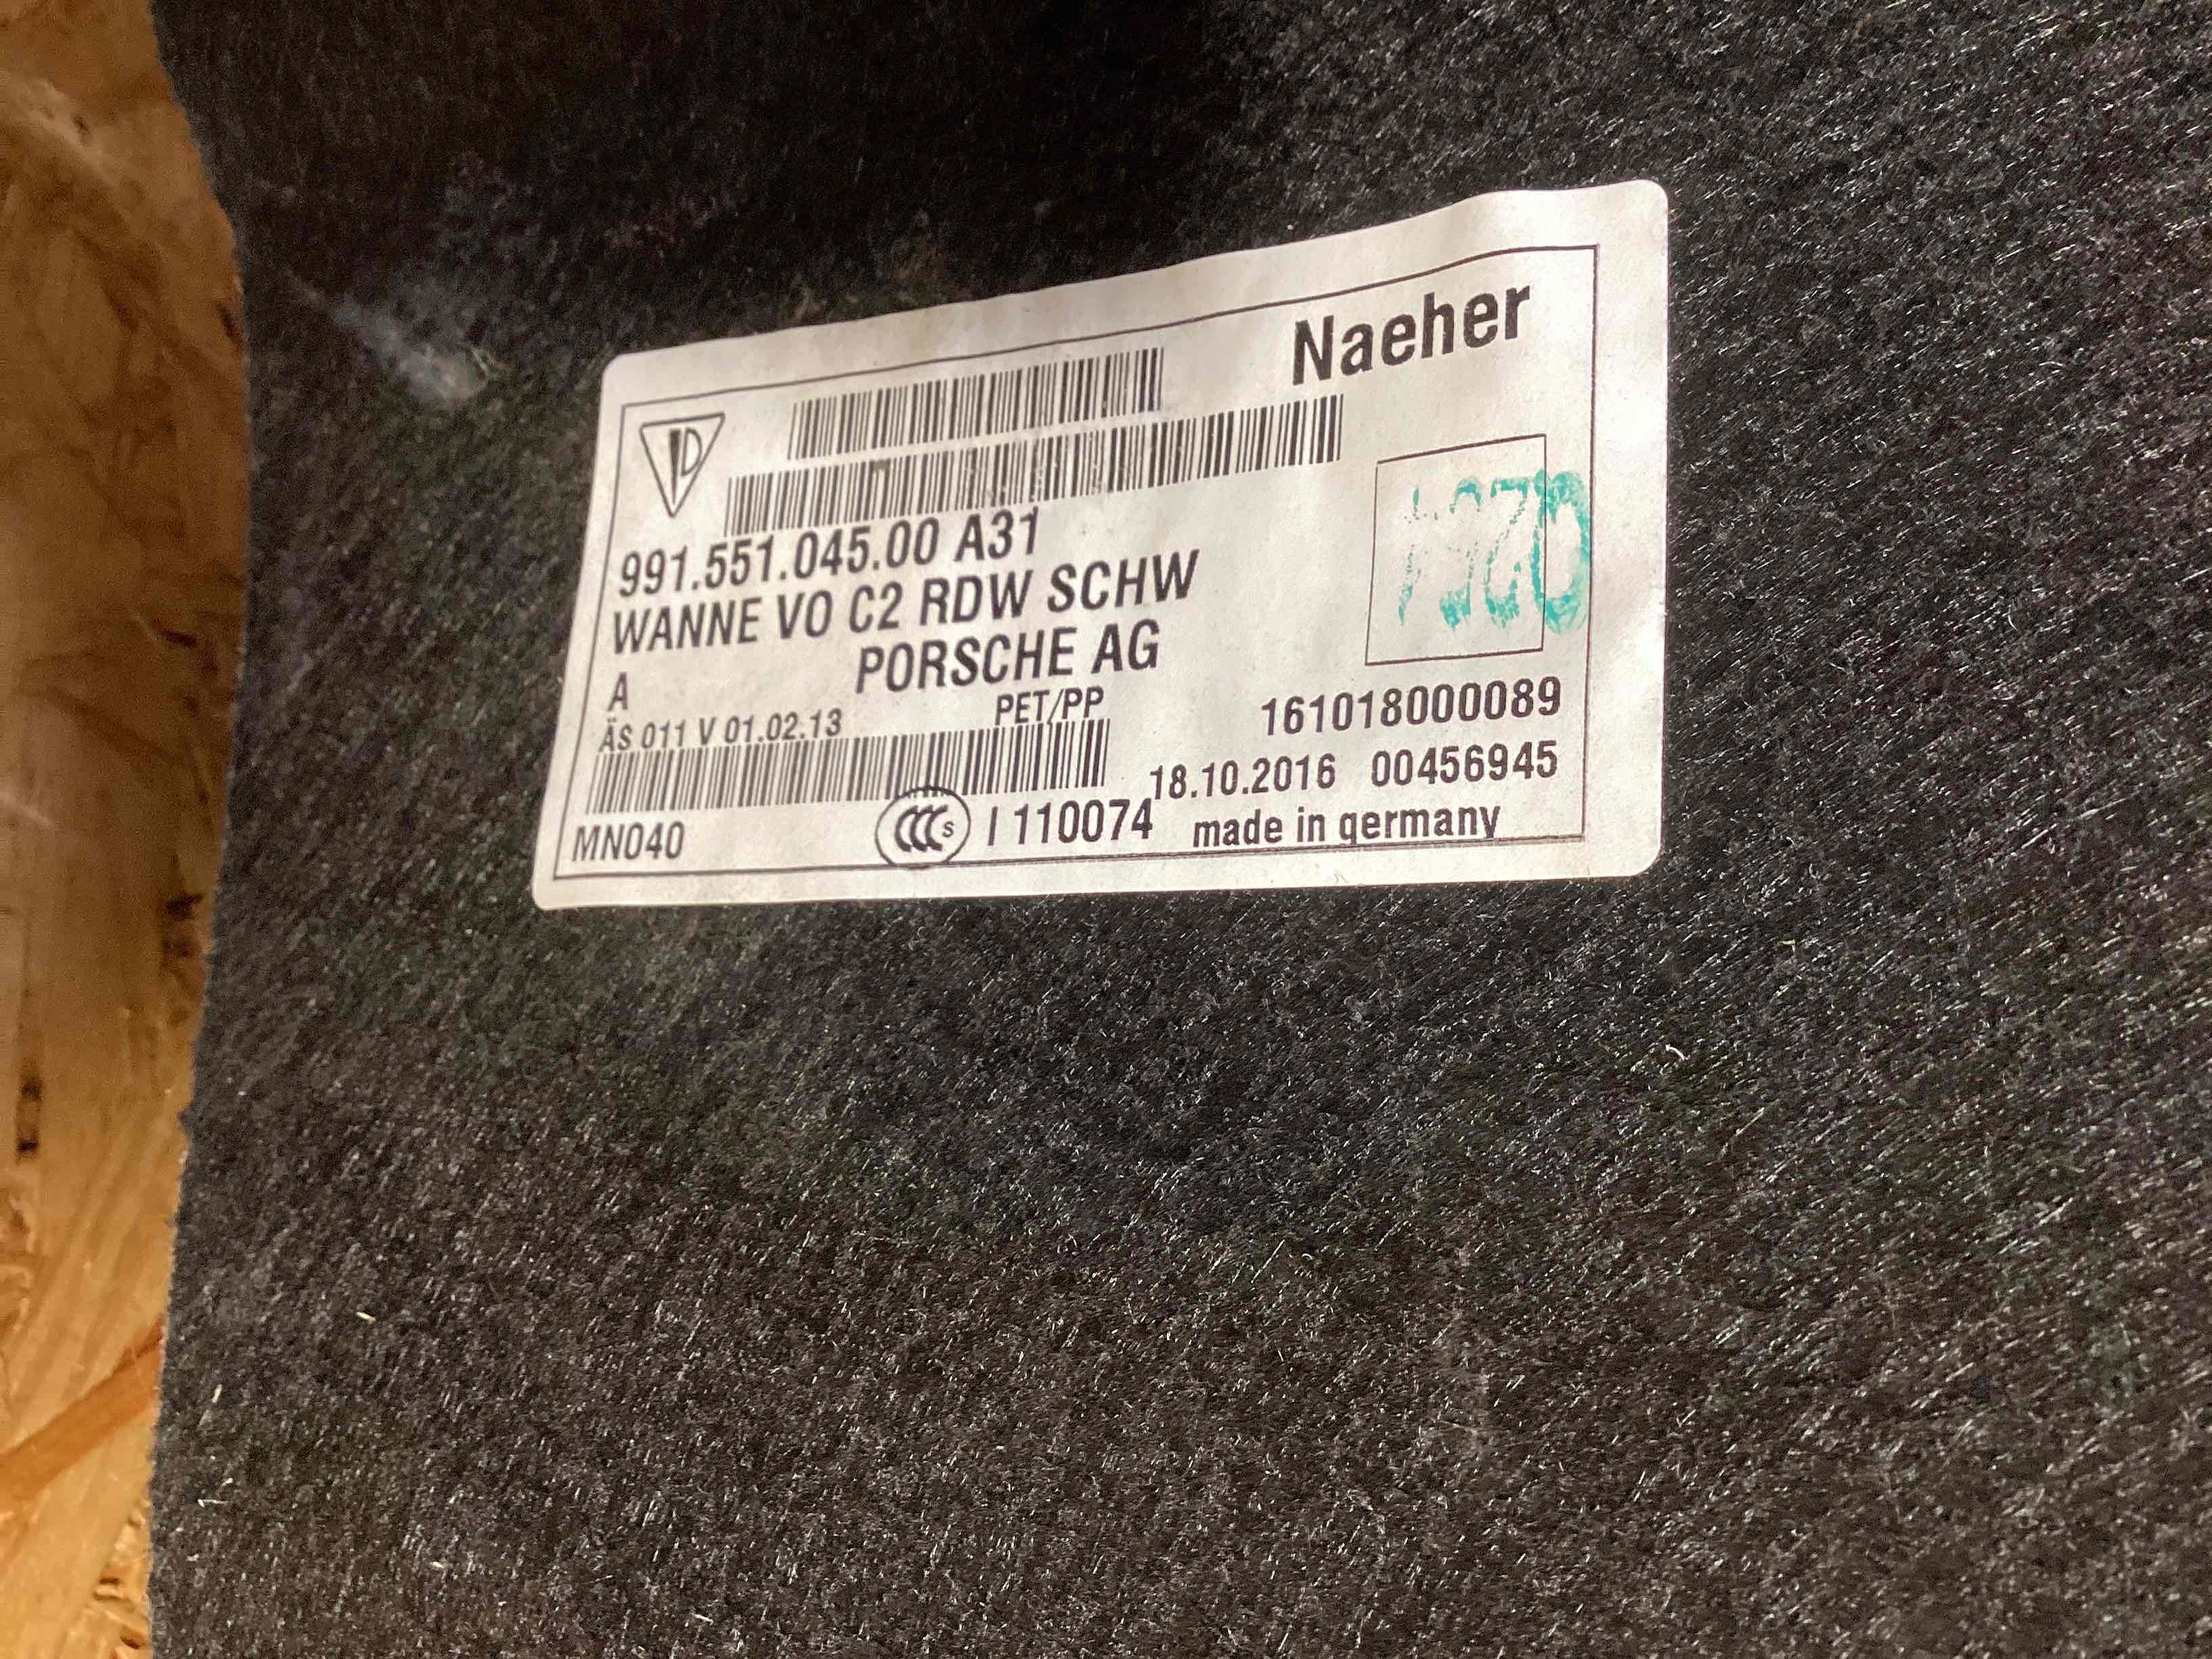 Naeher
991.551.045.00 A31
WANNE VO C2 RDW SCHW
A PORSCHE AG
ÄS 011 V 01.02.13 PET/PP
161018000089
18.10.2016 00456945
MN040 CCC S I 110074 made in germany